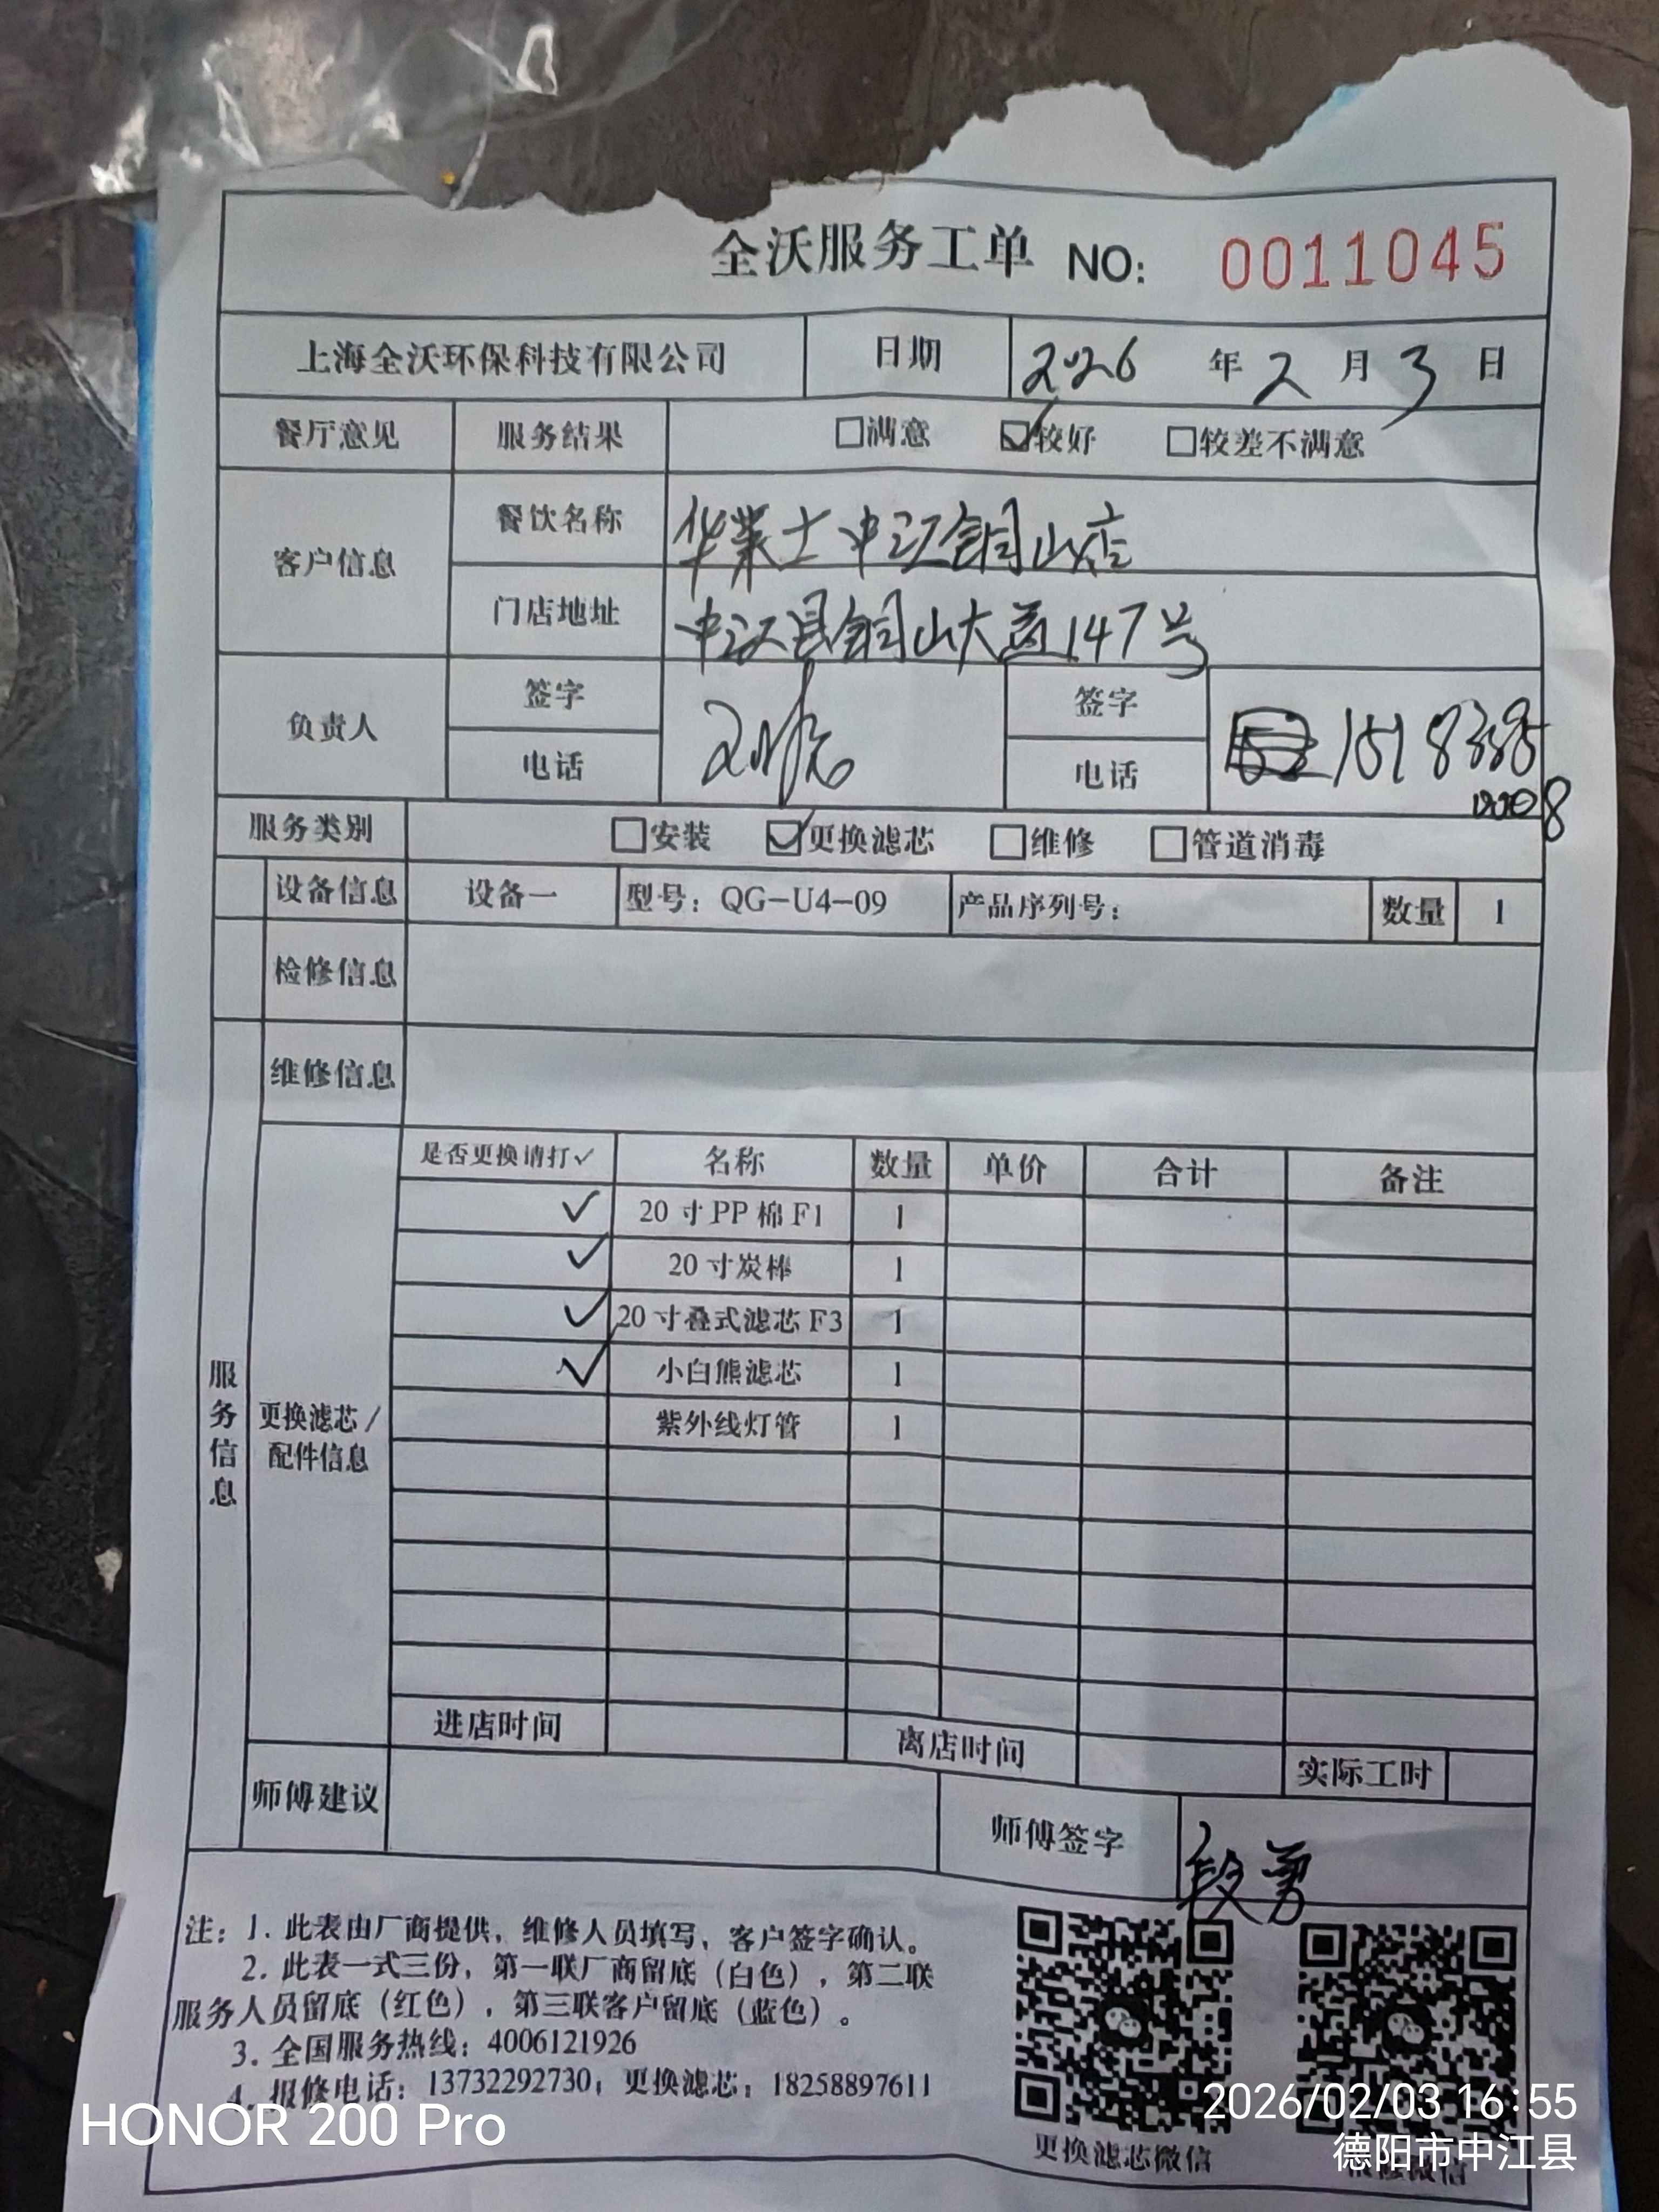 全沃服务工单 NO: 0011045
上海全沃环保科技有限公司 日期 2026 年 2 月 3 日
餐厅意见 服务结果 □满意 ☑较好 □较差不满意
客户信息 餐饮名称 华莱士中江铜山店
门店地址 中江县铜山大道147号
负责人 签字 签字
电话 电话 151 8385
8
服务类别 □安装 ☑更换滤芯 □维修 □管道消毒
设备信息 设备一 型号：QG-U4-09 产品序列号： 数量 1
检修信息
维修信息
服务信息
更换滤芯/
配件信息
是否更换请打✓ 名称 数量 单价 合计 备注
✓ 20寸PP棉F1 1
✓ 20寸炭棒 1
✓ 20寸叠式滤芯F3 1
✓ 小白熊滤芯 1
紫外线灯管 1
进店时间 离店时间 实际工时
师傅建议 师傅签字 段勇
注：1. 此表由厂商提供，维修人员填写，客户签字确认。
2. 此表一式三份，第一联厂商留底（白色），第二联
服务人员留底（红色），第三联客户留底（蓝色）。
3. 全国服务热线：4006121926
4. 报修电话：13732292730；更换滤芯：18258897611
更换滤芯微信
微信
HONOR 200 Pro
2026/02/03 16:55
德阳市中江县